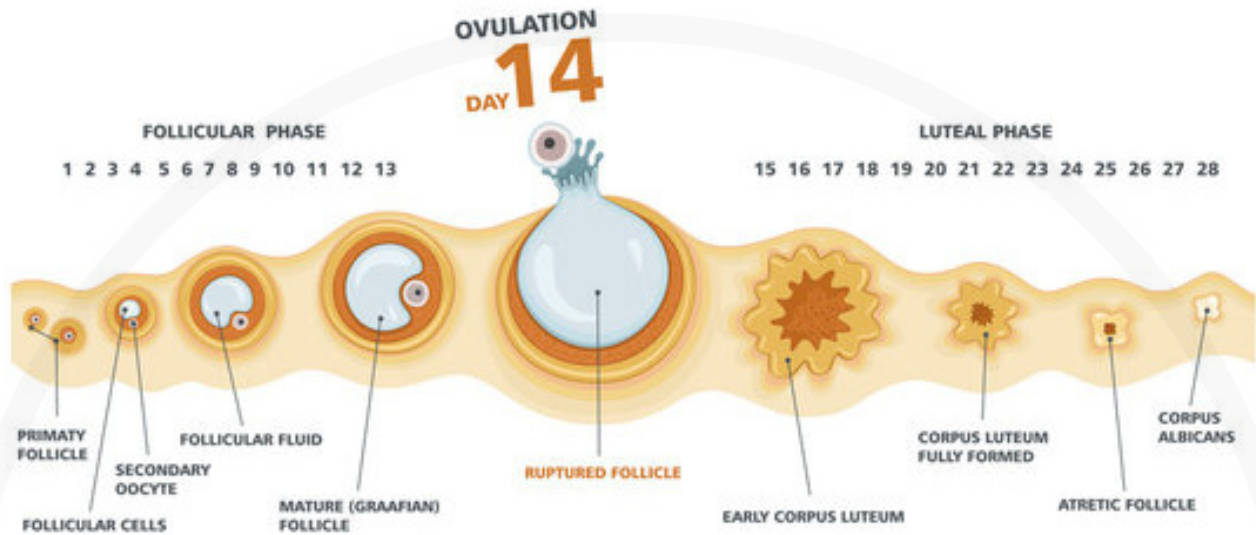 OVULATION
DAY 14
FOLLICULAR PHASE
1 2 3 4 5 6 7 8 9 10 11 12 13
LUTEAL PHASE
15 16 17 18 19 20 21 22 23 24 25 26 27 28
PRIMATY
FOLLICLE
FOLLICULAR CELLS
SECONDARY
OOCYTE
FOLLICULAR FLUID
MATURE (GRAAFIAN)
FOLLICLE
RUPTURED FOLLICLE
EARLY CORPUS LUTEUM
CORPUS LUTEUM
FULLY FORMED
ATRETIC FOLLICLE
CORPUS
ALBICANS